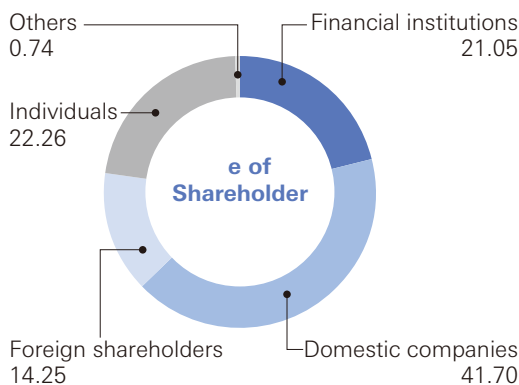 Others
0.74
Financial institutions
21.05
Individuals
22.26
e of
Shareholder
Foreign shareholders
14.25
Domestic companies
41.70